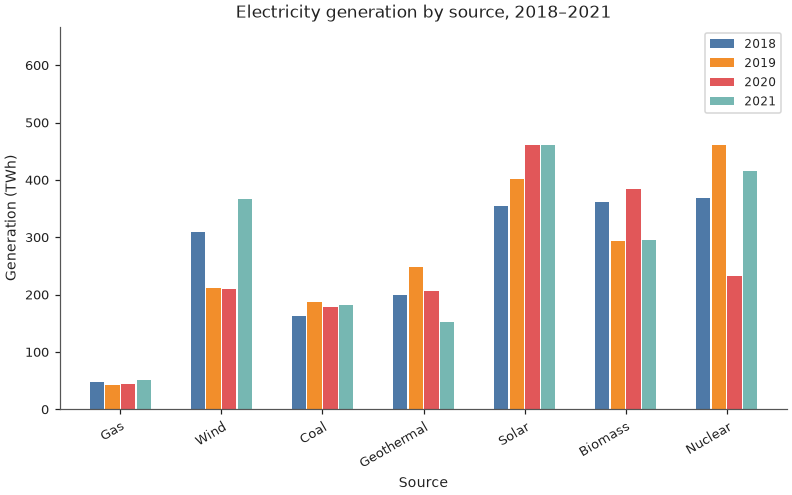 Electricity generation by source, 2018–2021
2018
2019
2020
2021
Generation (TWh)
600
500
400
300
200
100
0
Gas
Wind
Coal
Geothermal
Solar
Biomass
Nuclear
Source